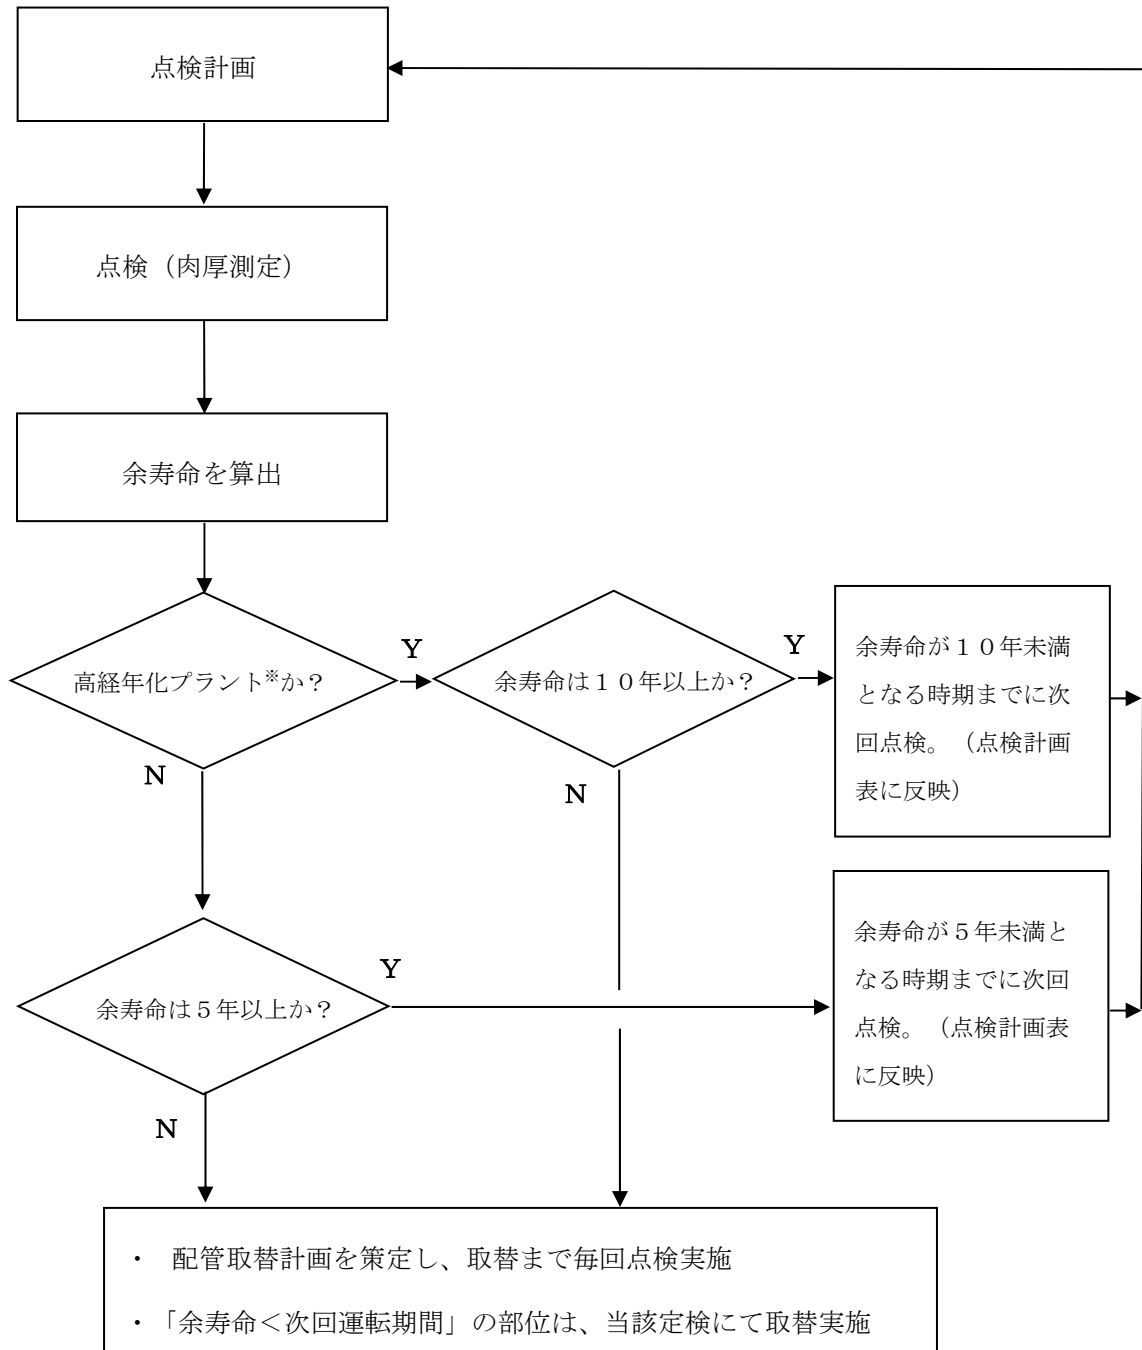 点検計画
点検（肉厚測定）
余寿命を算出
高経年化プラント※か？
Y
N
余寿命は１０年以上か？
Y
N
余寿命が１０年未満
となる時期までに次
回点検。（点検計画
表に反映）
余寿命は５年以上か？
Y
N
余寿命が５年未満と
なる時期までに次回
点検。（点検計画表
に反映）
・ 配管取替計画を策定し、取替まで毎回点検実施
・「余寿命＜次回運転期間」の部位は、当該定検にて取替実施